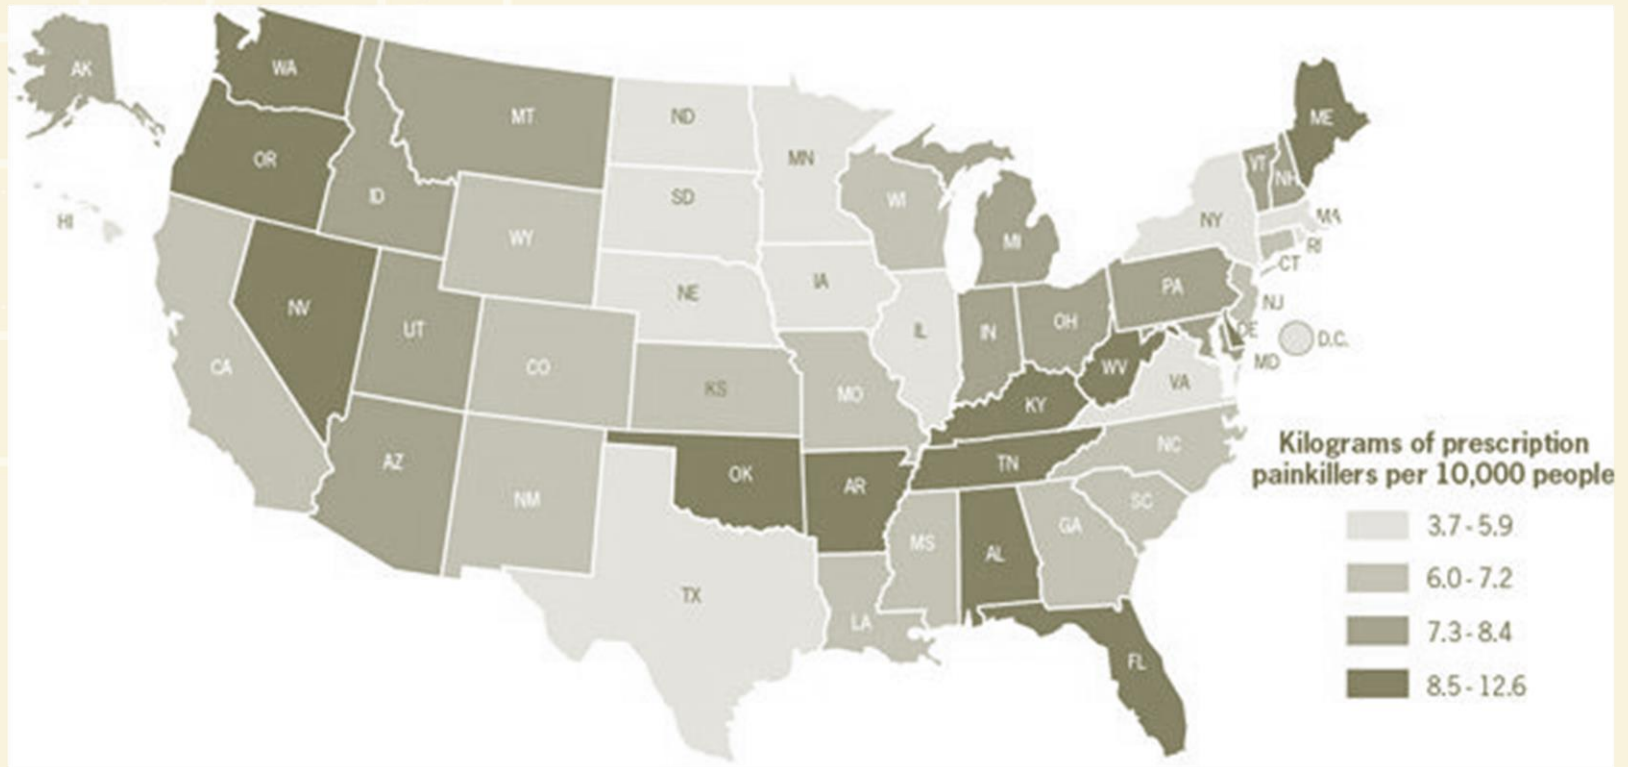 WA
AK
MT
ND
ME
OR
MN
VT
NH
ID
SD
WI
MA
HI
NY
WY
MI
RI
CT
IA
PA
NE
NV
NJ
UT
IL
IN
OH
DE
D.C.
CA
CO
WV
MD
KS
VA
MO
KY
NC
AZ
TN
OK
AR
NM
SC
GA
MS
AL
TX
LA
FL
Kilograms of prescription
painkillers per 10,000 people
3.7 - 5.9
6.0 - 7.2
7.3 - 8.4
8.5 - 12.6